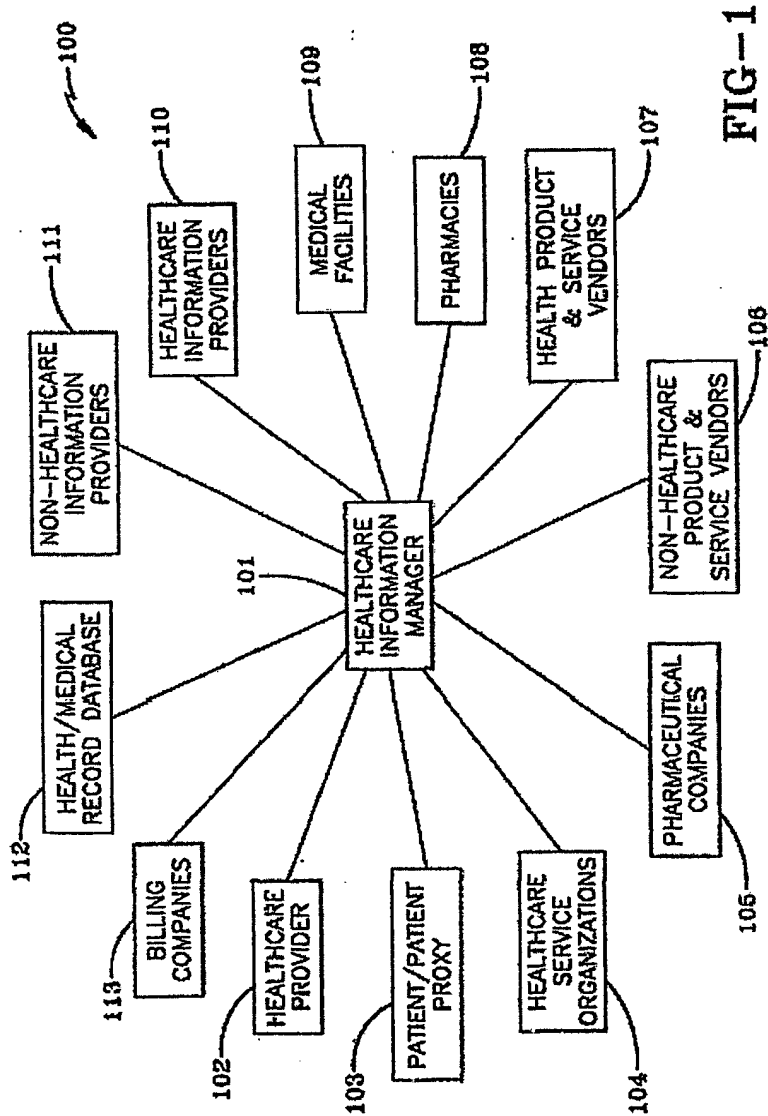 100
111
NON-HEALTHCARE
INFORMATION
PROVIDERS
110
HEALTHCARE
INFORMATION
PROVIDERS
109
MEDICAL
FACILITIES
108
PHARMACIES
107
HEALTH PRODUCT
& SERVICE
VENDORS
106
NON-HEALTHCARE
PRODUCT &
SERVICE VENDORS
105
PHARMACEUTICAL
COMPANIES
104
HEALTHCARE
SERVICE
ORGANIZATIONS
103
PATIENT/PATIENT
PROXY
102
HEALTHCARE
PROVIDER
113
BILLING
COMPANIES
112
HEALTH/MEDICAL
RECORD DATABASE
101
HEALTHCARE
INFORMATION
MANAGER
FIG-1